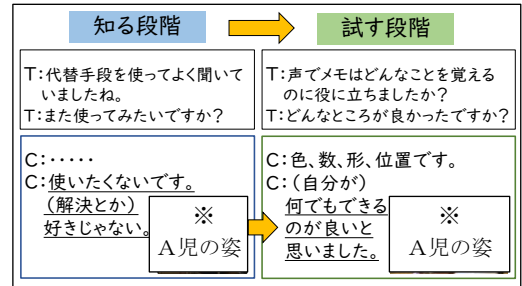 知る段階
試す段階
T:代替手段を使ってよく聞いて
いましたね。
T:また使ってみたいですか?
T:声でメモはどんなことを覚える
のに役に立ちましたか?
T:どんなところが良かったですか?
C:・・・・・
C:使いたくないです。
(解決とか)
好きじゃない。
※
A児の姿
C:色、数、形、位置です。
C:(自分が)
何でもできる
のが良いと
思いました。
※
A児の姿